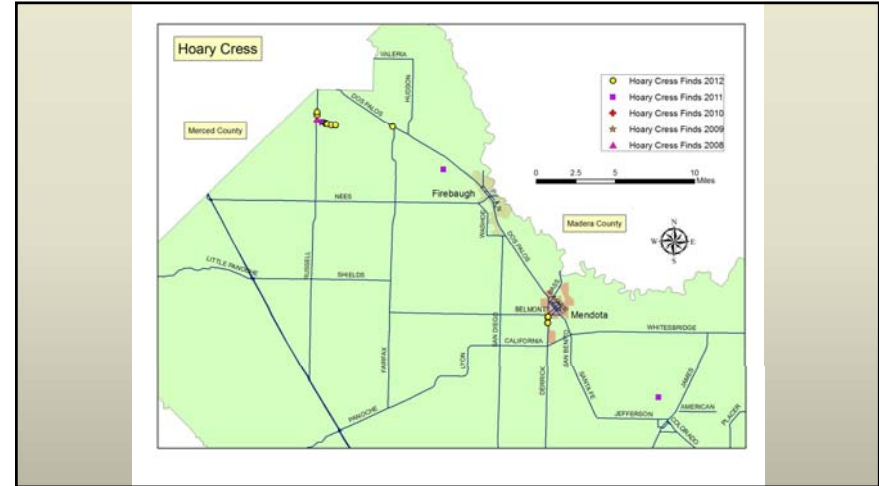 Hoary Cress
VALERIA
HUDSON
DOS PALOS
Hoary Cress Finds 2012
Hoary Cress Finds 2011
Hoary Cress Finds 2010
Hoary Cress Finds 2009
Hoary Cress Finds 2008
Merced County
0 2.5 5 10
Miles
Firebaugh
NEES
WASHOE
Madera County
N
W E
S
DOS PALOS
RUSSELL
LITTLE PANOCHE
SHIELDS
BASS
BELMONT
Mendota
SAN DIEGO
WHITESBRIDGE
CALIFORNIA
SAN BENITO
FAIRFAX
LYON
DERRICK
SANTA FE
JAMES
PANOCHE
JEFFERSON
AMERICAN
COLORADO
PLACER